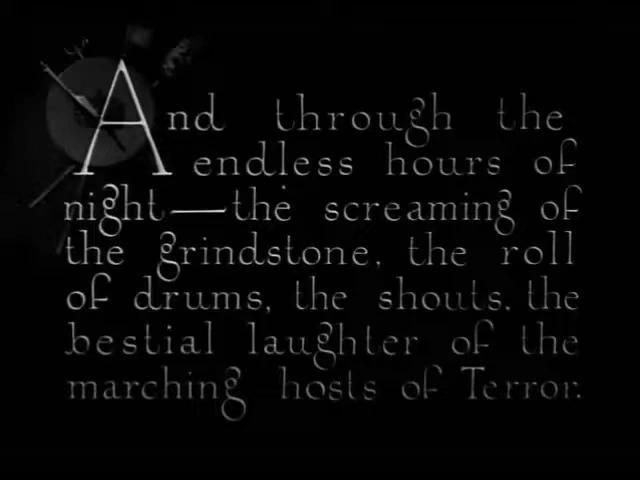 And through the
endless hours of
night—the screaming of
the grindstone, the roll
of drums, the shouts, the
bestial laughter of the
marching hosts of Terror.